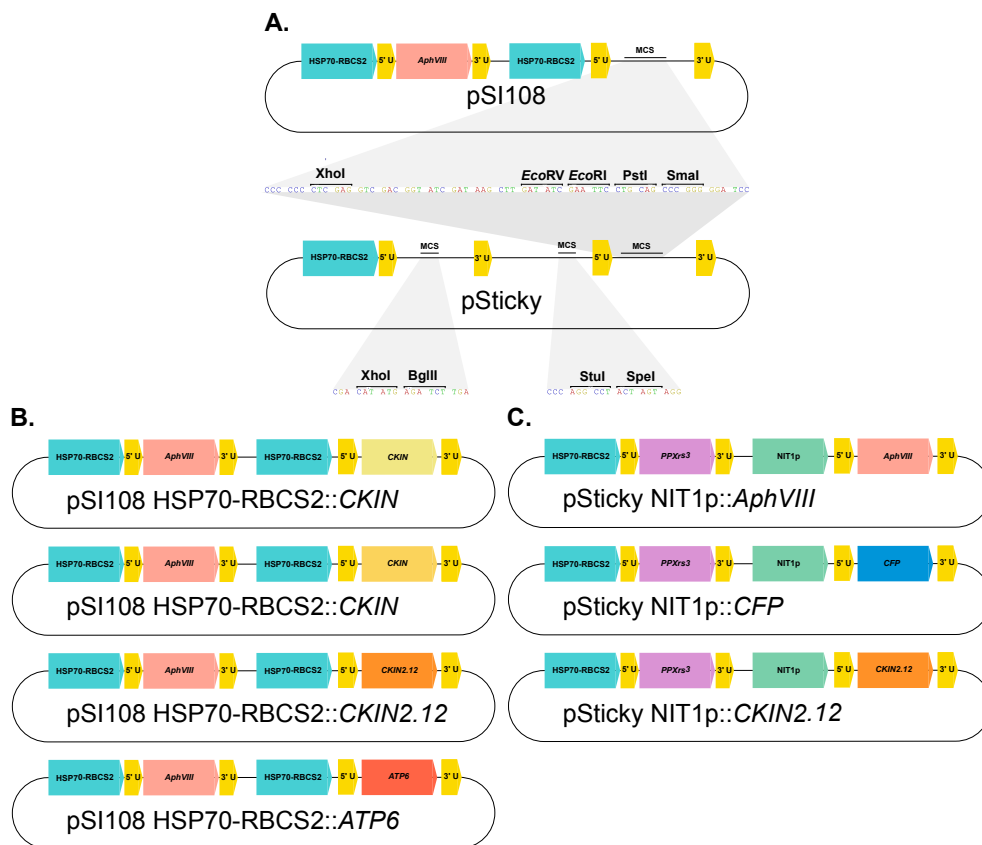 A.
HSP70-RBCS2 5' U AphVIII 3' U HSP70-RBCS2 5' U MCS 3' U
pSI108
XhoI EcoRV EcoRI PstI SmaI
CCC CCC CTC GAG GTC GAC GGT ATC GAT AAG CTT GAT ATC GAA TTC CTG CAG CCC GGG GGA TCC
HSP70-RBCS2 5' U MCS 3' U MCS 5' U MCS 3' U
pSticky
XhoI BglII StuI SpeI
CGA CAT ATG AGA TCT TGA CCC AGG CCT ACT AGT AGG
B.
HSP70-RBCS2 5' U AphVIII 3' U HSP70-RBCS2 5' U CKIN 3' U
pSI108 HSP70-RBCS2::CKIN
HSP70-RBCS2 5' U AphVIII 3' U HSP70-RBCS2 5' U CKIN 3' U
pSI108 HSP70-RBCS2::CKIN
HSP70-RBCS2 5' U AphVIII 3' U HSP70-RBCS2 5' U CKIN2.12 3' U
pSI108 HSP70-RBCS2::CKIN2.12
HSP70-RBCS2 5' U AphVIII 3' U HSP70-RBCS2 5' U ATP6 3' U
pSI108 HSP70-RBCS2::ATP6
C.
HSP70-RBCS2 5' U PPXrs3 3' U NIT1p 5' U AphVIII 3' U
pSticky NIT1p::AphVIII
HSP70-RBCS2 5' U PPXrs3 3' U NIT1p 5' U CFP 3' U
pSticky NIT1p::CFP
HSP70-RBCS2 5' U PPXrs3 3' U NIT1p 5' U CKIN2.12 3' U
pSticky NIT1p::CKIN2.12